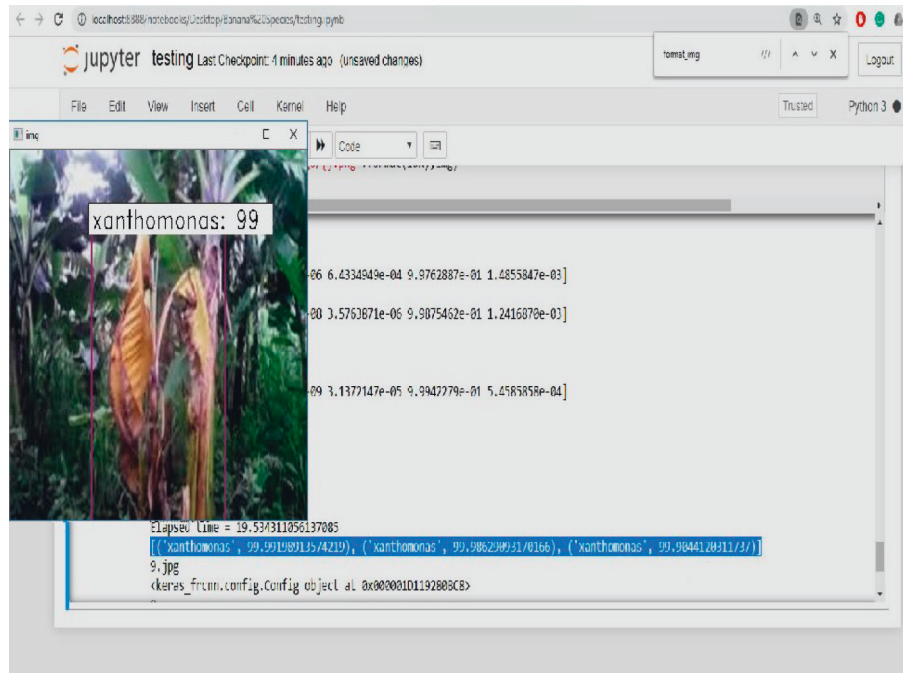 localhost:8888/notebooks/Desktop/Banana%20Species/testing.ipynb
jupyter testing Last Checkpoint: 4 minutes ago (unsaved changes)
format_img
Logout
File Edit View Insert Cell Kernel Help
Trusted
Python 3
img
Code
xanthomonas: 99
06 6.4334949e-04 9.9762887e-01 1.4855847e-03]
08 3.5763871e-06 9.9875462e-01 1.2416870e-03]
09 3.1372147e-05 9.9942279e-01 5.4585858e-04]
Elapsed time = 19.534311056137085
[('xanthomonas', 99.99198913574219), ('xanthomonas', 99.98629093170166), ('xanthomonas', 99.9844120311737)]
9.jpg
<keras_frcnn.config.Config object at 0x000001D119280BC8>